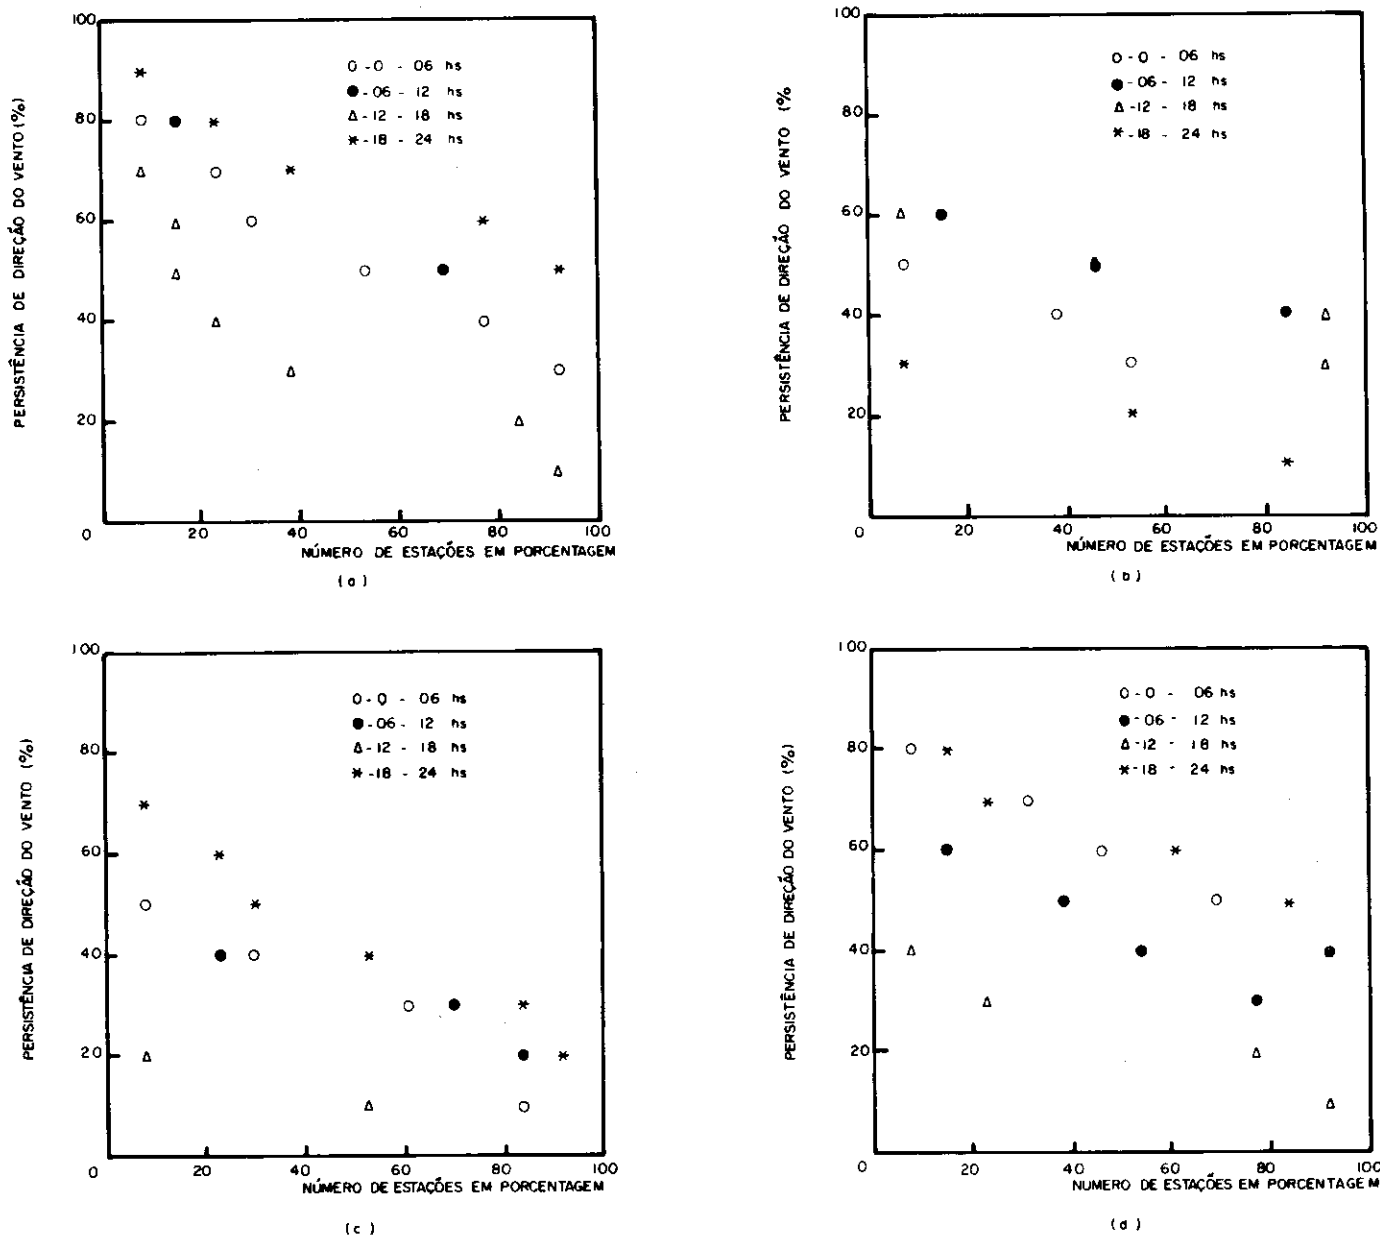 100
80
60
40
20
0
20
40
60
80
100
PERSISTÊNCIA DE DIREÇÃO DO VENTO (%)
O - 0 - 06 hs
● - 06 - 12 hs
Δ - 12 - 18 hs
* - 18 - 24 hs
NÚMERO DE ESTAÇÕES EM PORCENTAGEM
(a)
100
80
60
40
20
0
20
40
60
80
100
PERSISTÊNCIA DE DIREÇÃO DO VENTO (%
O - 0 - 06 hs
● - 06 - 12 hs
Δ - 12 - 18 hs
* - 18 - 24 hs
NÚMERO DE ESTAÇÕES EM PORCENTAGEM
(b)
100
80
60
40
20
0
20
40
60
80
100
PERSISTÊNCIA DE DIREÇÃO DO VENTO (%)
O - 0 - 06 hs
● - 06 - 12 hs
Δ - 12 - 18 hs
* - 18 - 24 hs
NÚMERO DE ESTAÇÕES EM PORCENTAGEM
(c)
100
80
60
40
20
0
20
40
60
80
100
PERSISTÊNCIA DE DIREÇÃO DO VENTO (%)
O - 0 - 06 hs
● - 06 - 12 hs
Δ - 12 - 18 hs
* - 18 - 24 hs
NUMERO DE ESTAÇÕES EM PORCENTAGEM
(d)